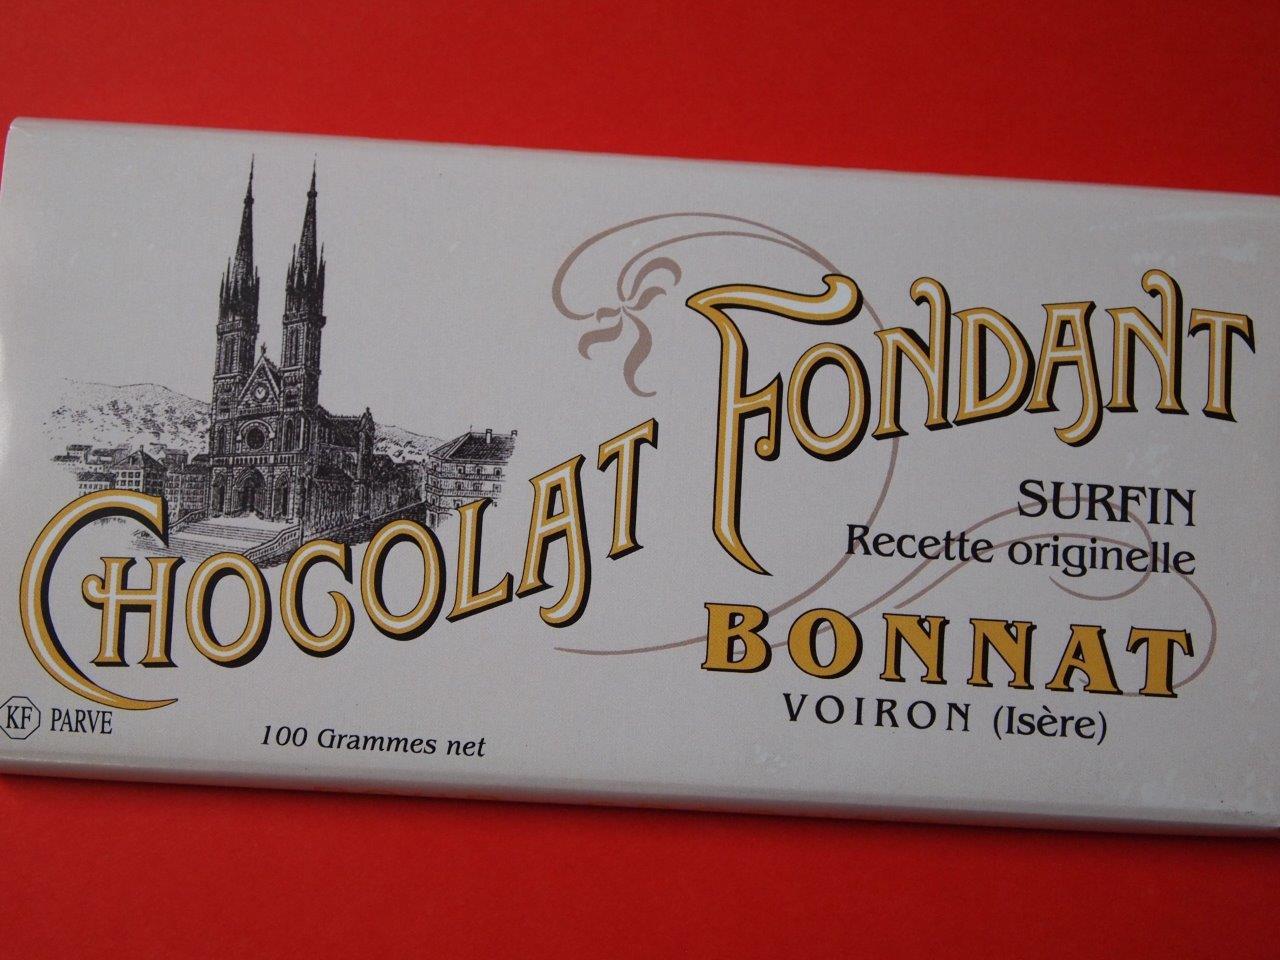 CHOCOLAT FONDANT
SURFIN
Recette originelle
BONNAT
VOIRON (Isère)
KF PARVE
100 Grammes net